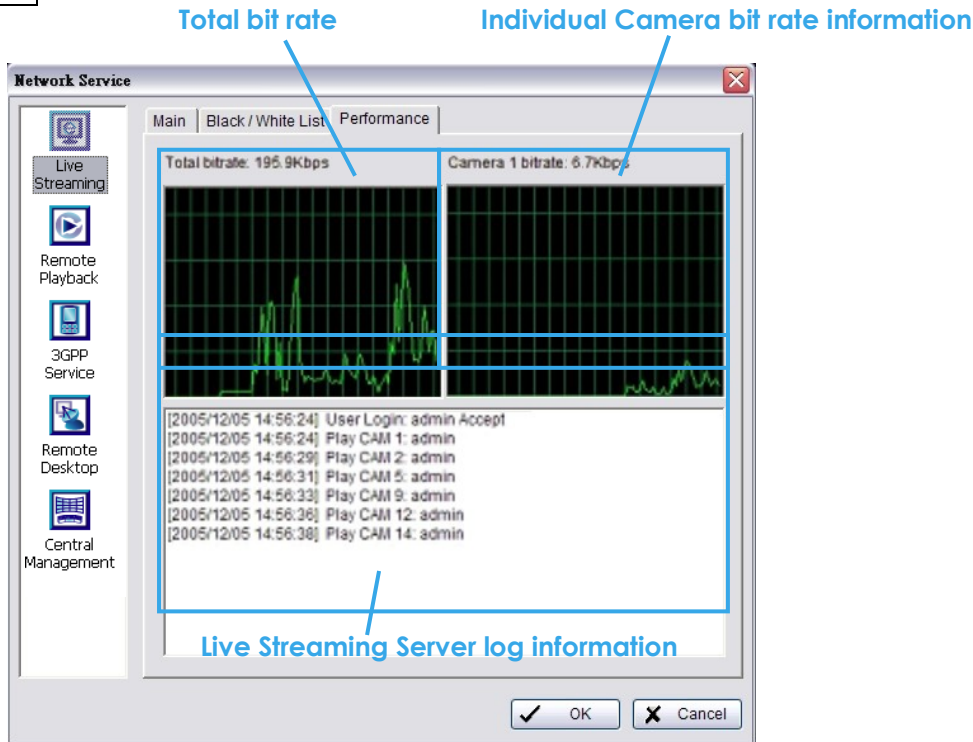 Total bit rate
Individual Camera bit rate information
Network Service
Main
Black / White List
Performance
Live
Streaming
Remote
Playback
3GPP
Service
Remote
Desktop
Central
Management
Total bitrate: 195.9Kbps
Camera 1 bitrate: 6.7Kbps
[2005/12/05 14:56:24] User Login: admin Accept
[2005/12/05 14:56:24] Play CAM 1: admin
[2005/12/05 14:56:29] Play CAM 2: admin
[2005/12/05 14:56:31] Play CAM 5: admin
[2005/12/05 14:56:33] Play CAM 9: admin
[2005/12/05 14:56:36] Play CAM 12: admin
[2005/12/05 14:56:38] Play CAM 14: admin
Live Streaming Server log information
OK
Cancel